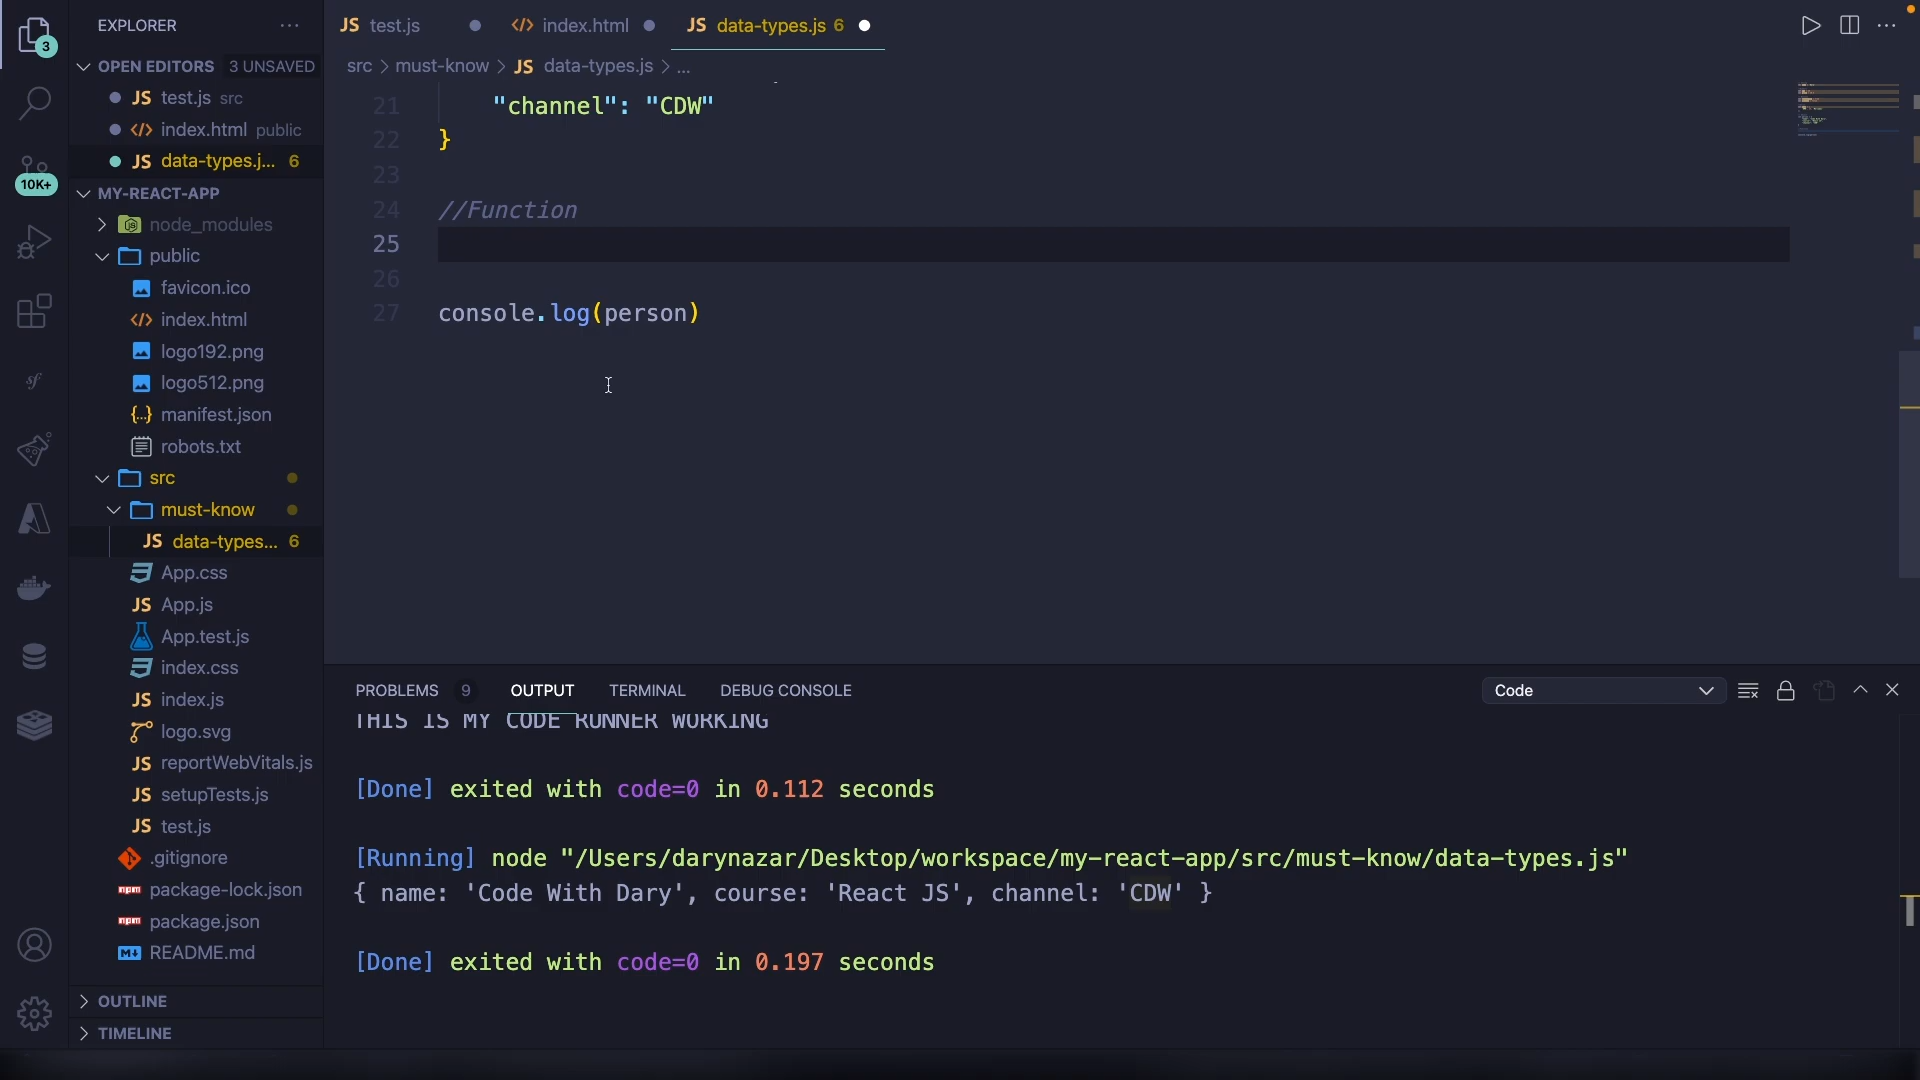 EXPLORER
3
OPEN EDITORS 3 UNSAVED
JS test.js src
</> index.html public
JS data-types.j... 6
10K+
MY-REACT-APP
node_modules
public
favicon.ico
</> index.html
logo192.png
logo512.png
{..} manifest.json
robots.txt
src
must-know
JS data-types... 6
App.css
JS App.js
App.test.js
index.css
JS index.js
logo.svg
JS reportWebVitals.js
JS setupTests.js
JS test.js
.gitignore
npm package-lock.json
npm package.json
README.md
OUTLINE
TIMELINE
JS test.js
</> index.html
JS data-types.js 6
src > must-know > JS data-types.js > ...
21 "channel": "CDW"
22 }
23
24 //Function
25
26
27 console.log(person)
PROBLEMS 9 OUTPUT TERMINAL DEBUG CONSOLE
Code
THIS IS MY CODE RUNNER WORKING
[Done] exited with code=0 in 0.112 seconds
[Running] node "/Users/darynazar/Desktop/workspace/my-react-app/src/must-know/data-types.js"
{ name: 'Code With Dary', course: 'React JS', channel: 'CDW' }
[Done] exited with code=0 in 0.197 seconds